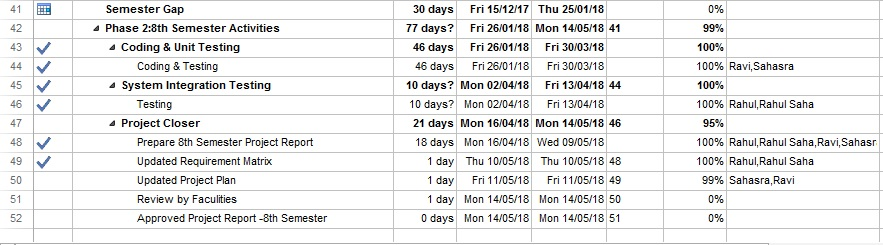 41 Semester Gap 30 days Fri 15/12/17 Thu 25/01/18 0%
42 Phase 2:8th Semester Activities 77 days? Fri 26/01/18 Mon 14/05/18 41 99%
43 Coding & Unit Testing 46 days Fri 26/01/18 Fri 30/03/18 100%
44 Coding & Testing 46 days Fri 26/01/18 Fri 30/03/18 100% Ravi,Sahasra
45 System Integration Testing 10 days? Mon 02/04/18 Fri 13/04/18 44 100%
46 Testing 10 days? Mon 02/04/18 Fri 13/04/18 100% Rahul,Rahul Saha
47 Project Closer 21 days Mon 16/04/18 Mon 14/05/18 46 95%
48 Prepare 8th Semester Project Report 18 days Mon 16/04/18 Wed 09/05/18 100% Rahul,Rahul Saha,Ravi,Sahasr
49 Updated Requirement Matrix 1 day Thu 10/05/18 Thu 10/05/18 48 100% Rahul,Rahul Saha
50 Updated Project Plan 1 day Fri 11/05/18 Fri 11/05/18 49 99% Sahasra,Ravi
51 Review by Faculities 1 day Mon 14/05/18 Mon 14/05/18 50 0%
52 Approved Project Report -8th Semester 0 days Mon 14/05/18 Mon 14/05/18 51 0%